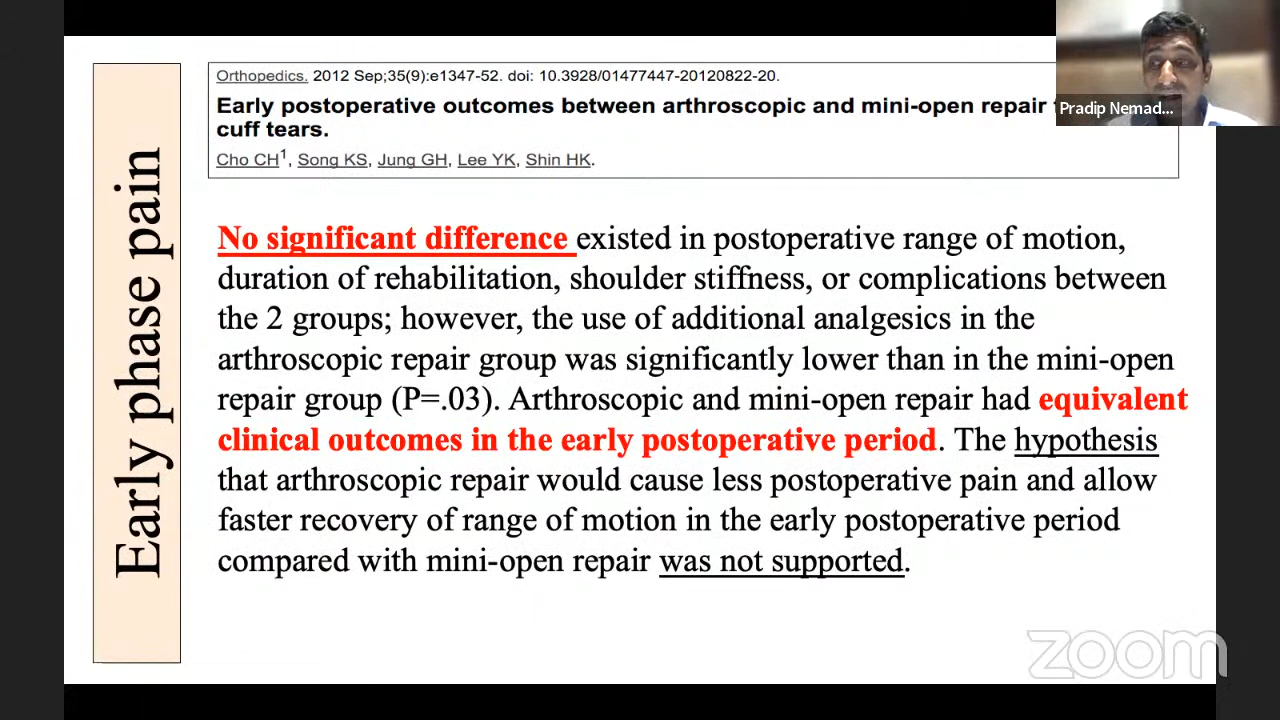 Orthopedics. 2012 Sep;35(9):e1347-52. doi: 10.3928/01477447-20120822-20.
Early postoperative outcomes between arthroscopic and mini-open repair
cuff tears.
Cho CH1, Song KS, Jung GH, Lee YK, Shin HK.
Pradip Nemad...
Early phase pain
No significant difference existed in postoperative range of motion,
duration of rehabilitation, shoulder stiffness, or complications between
the 2 groups; however, the use of additional analgesics in the
arthroscopic repair group was significantly lower than in the mini-open
repair group (P=.03). Arthroscopic and mini-open repair had equivalent
clinical outcomes in the early postoperative period. The hypothesis
that arthroscopic repair would cause less postoperative pain and allow
faster recovery of range of motion in the early postoperative period
compared with mini-open repair was not supported.
zoom